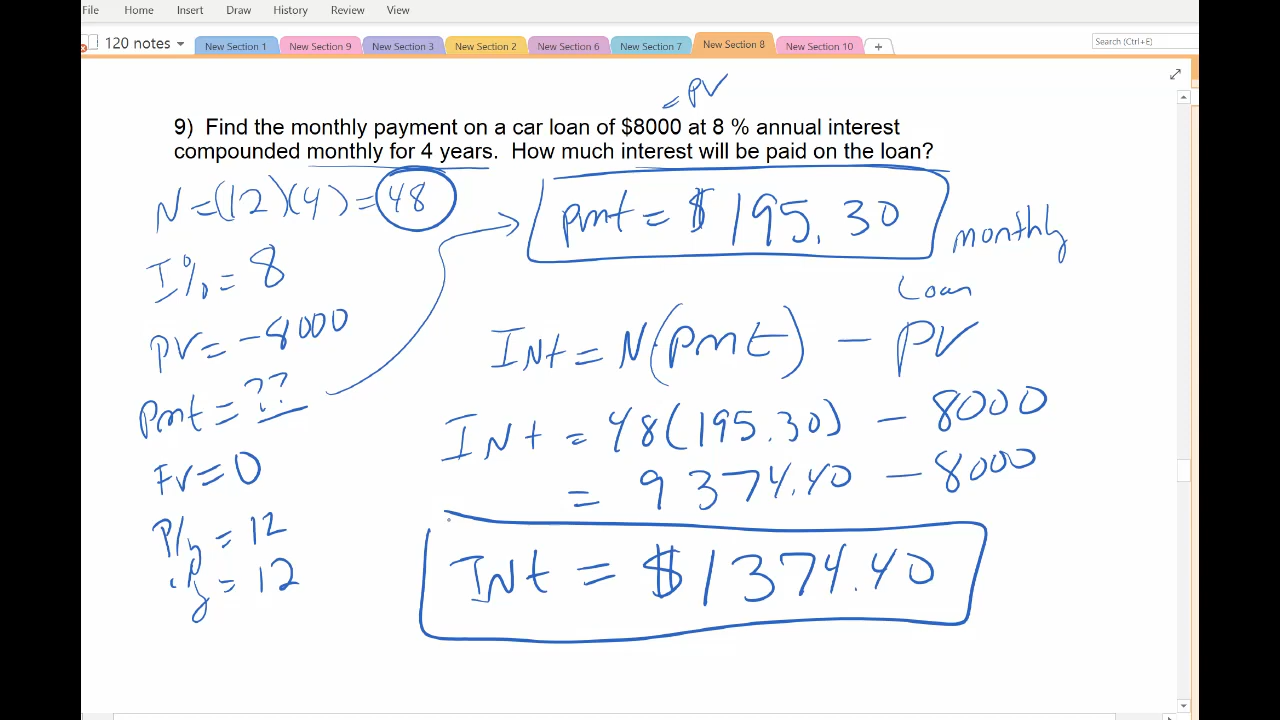 File Home Insert Draw History Review View
120 notes New Section 1 New Section 9 New Section 3 New Section 2 New Section 6 New Section 7 New Section 8 New Section 10 + Search (Ctrl+E)
= PV
9) Find the monthly payment on a car loan of $8000 at 8 % annual interest
compounded monthly for 4 years. How much interest will be paid on the loan?
N = (12)(4) = 48
pmt = $195.30
monthly
I% = 8
Loan
PV = -8000
INt = N(pmt) - PV
Pmt = ??
INt = 48(195.30) - 8000
FV = 0
= 9374.40 - 8000
P/y = 12
INt = $1374.40
c/y = 12